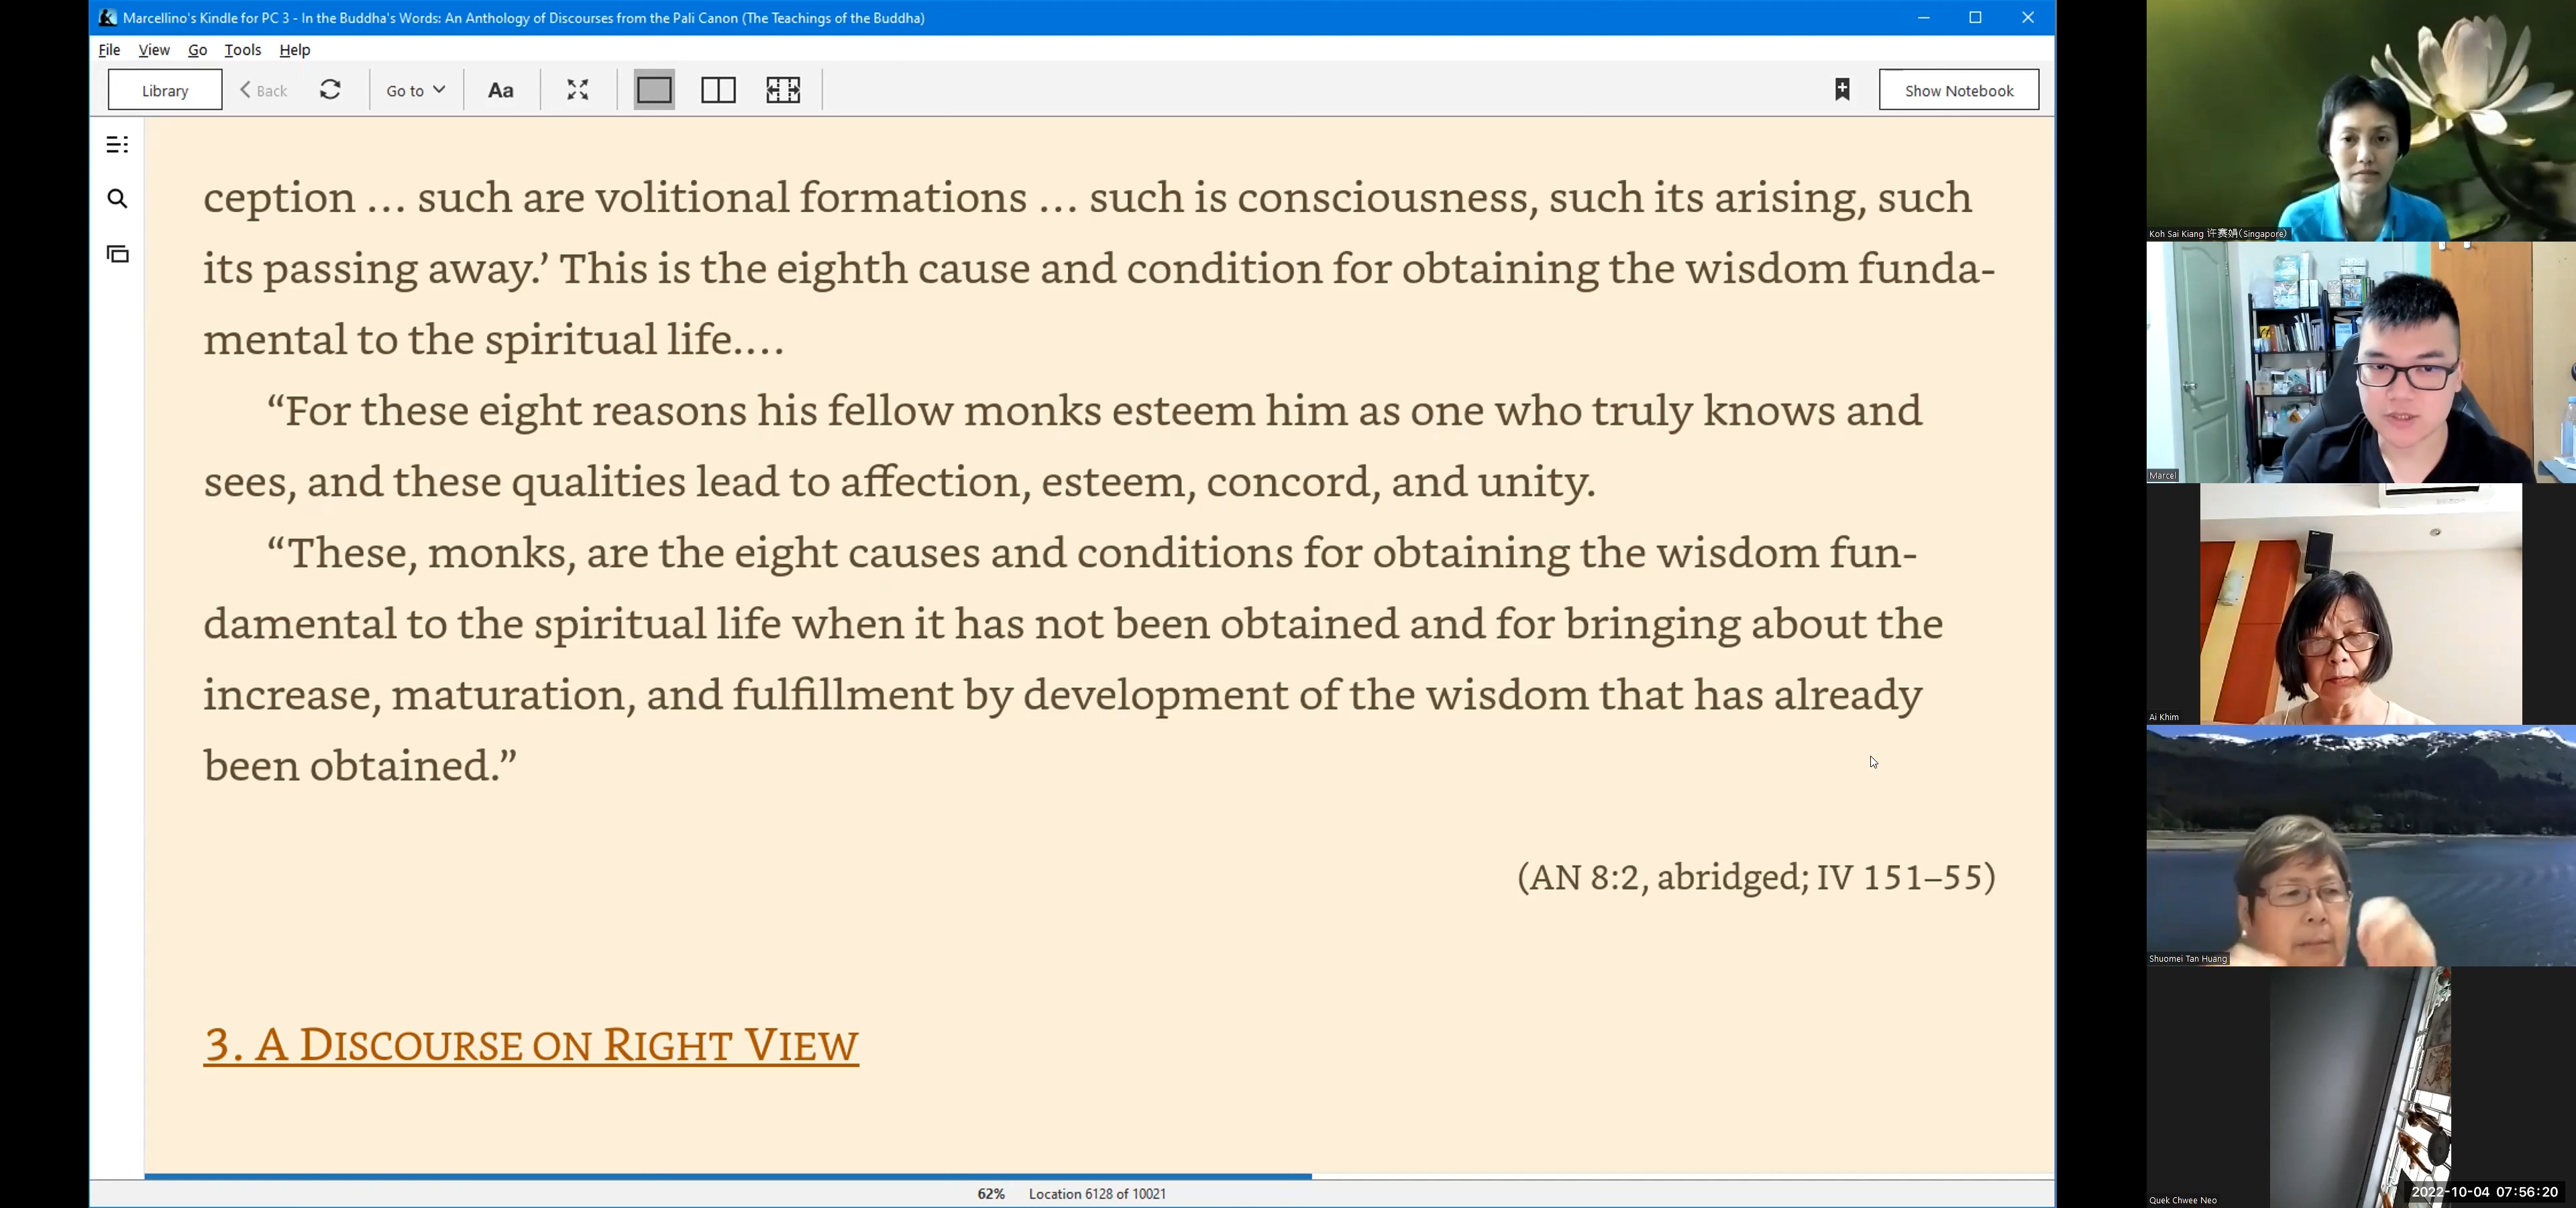 Marcellino's Kindle for PC 3 - In the Buddha's Words: An Anthology of Discourses from the Pali Canon (The Teachings of the Buddha)
File View Go Tools Help
Library Back Go to Aa Show Notebook
ception … such are volitional formations … such is consciousness, such its arising, such
its passing away.’ This is the eighth cause and condition for obtaining the wisdom funda-
mental to the spiritual life….
“For these eight reasons his fellow monks esteem him as one who truly knows and
sees, and these qualities lead to affection, esteem, concord, and unity.
“These, monks, are the eight causes and conditions for obtaining the wisdom fun-
damental to the spiritual life when it has not been obtained and for bringing about the
increase, maturation, and fulfillment by development of the wisdom that has already
been obtained.”
(AN 8:2, abridged; IV 151–55)
3. A DISCOURSE ON RIGHT VIEW
62% Location 6128 of 10021
Koh Sai Kiang 许赛娟(Singapore)
Marcel
Ai Khim
Shuomei Tan Huang
Quek Chwee Neo
2022-10-04 07:56:20